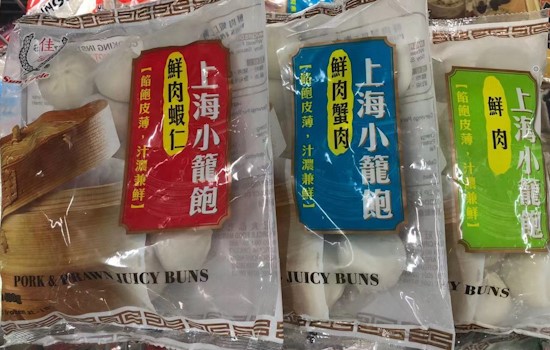 佳
上海小籠飽
鮮肉蝦仁
【餡飽皮薄，汁濃兼鮮】
PORK & PRAWN JUICY BUNS
上海小籠飽
鮮肉蟹肉
【餡飽皮薄，汁濃兼鮮】
JUICY BUNS
上海小籠飽
鮮肉
【餡飽皮薄，汁濃兼鮮】
JUICY BUNS